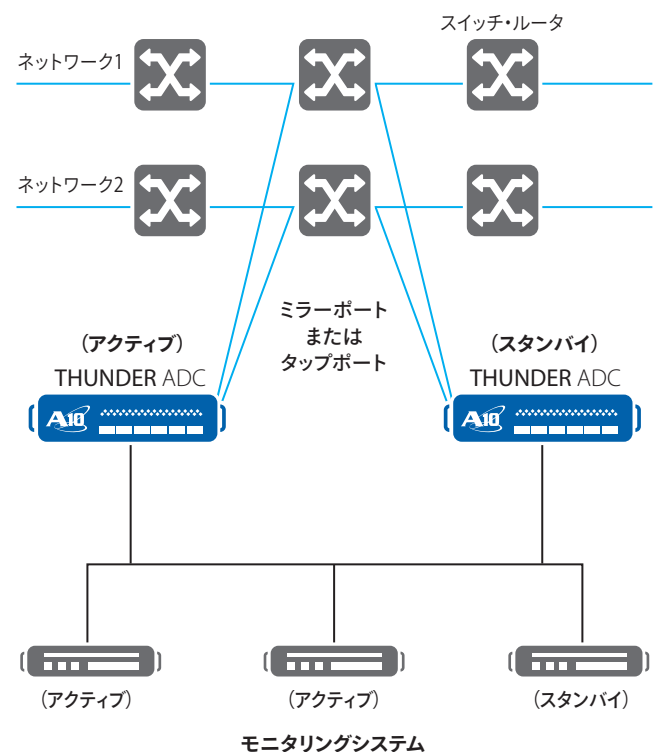 スイッチ・ルータ
ネットワーク1
ネットワーク2
ミラーポート
または
タップポート
(アクティブ)
THUNDER ADC
(スタンバイ)
THUNDER ADC
A10
A10
(アクティブ)
(アクティブ)
(スタンバイ)
モニタリングシステム